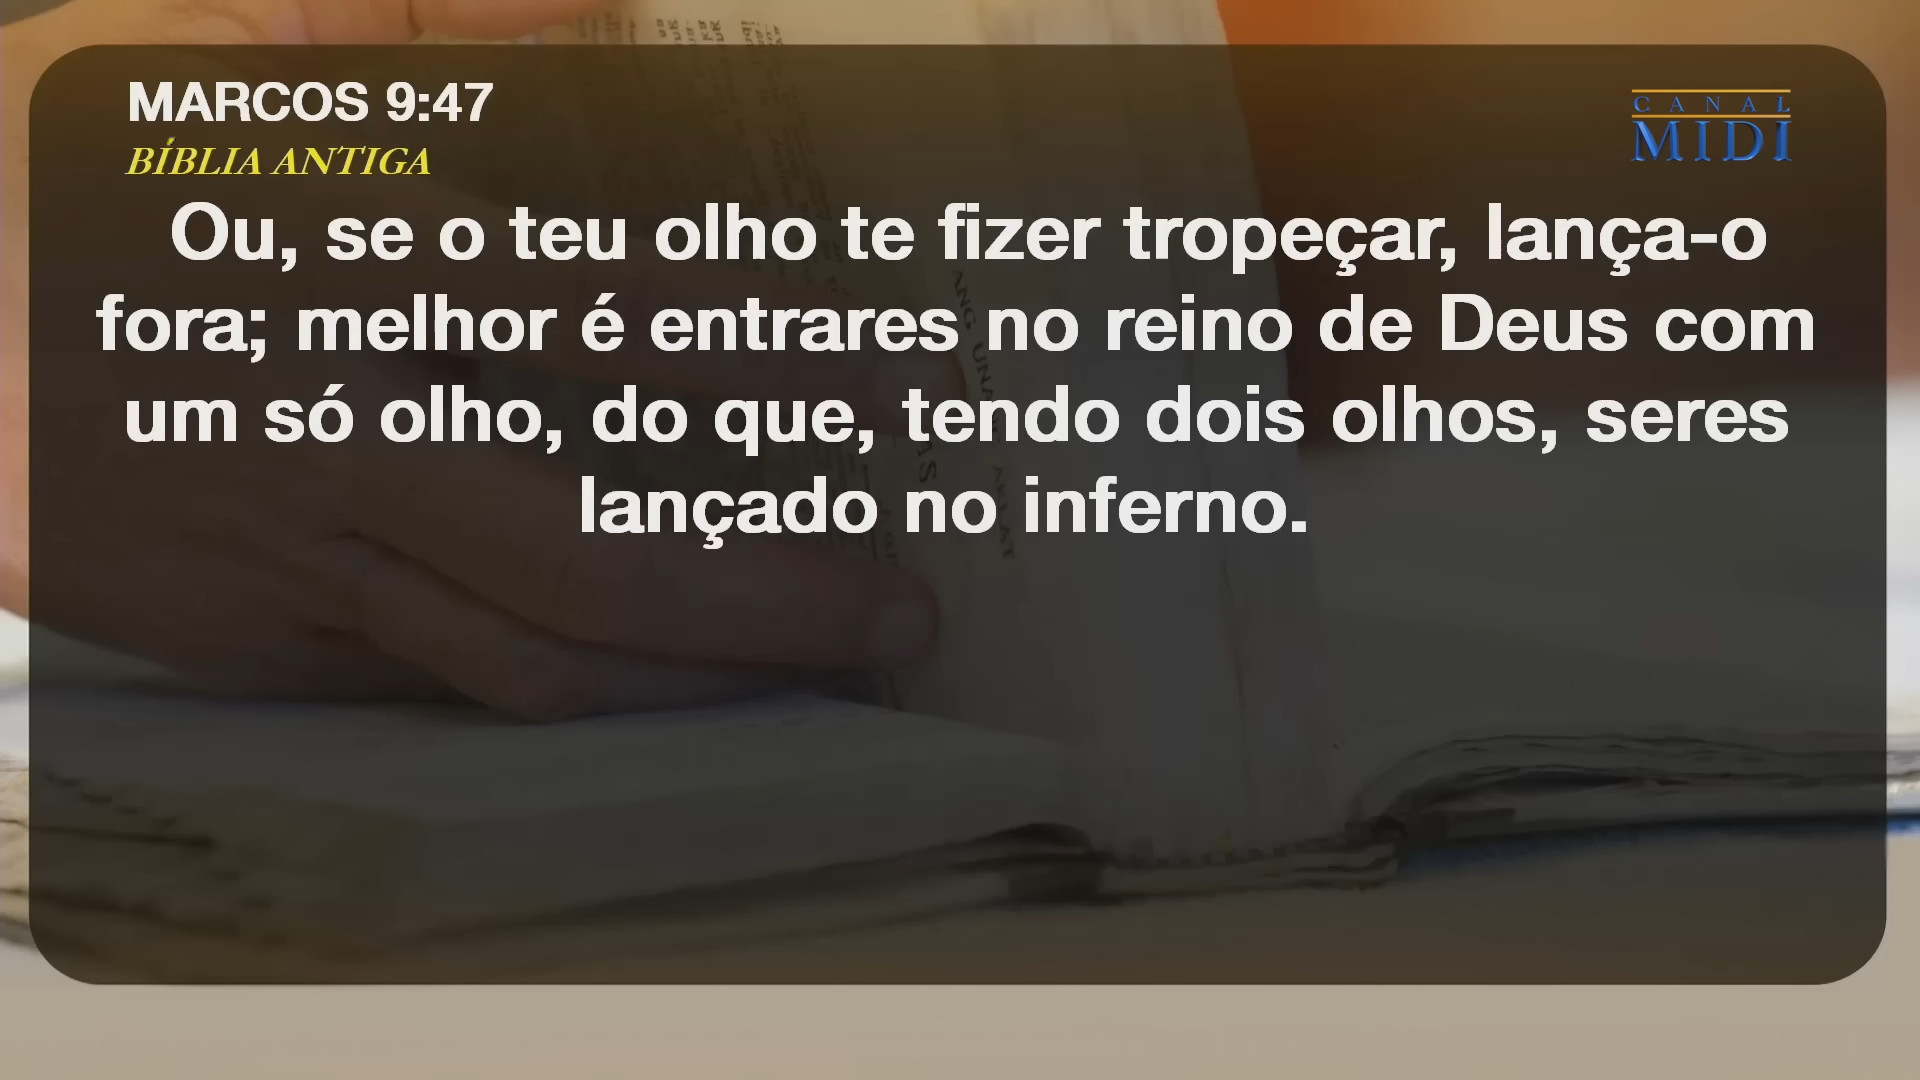 MARCOS 9:47
BÍBLIA ANTIGA
CANAL
MIDI
Ou, se o teu olho te fizer tropeçar, lança-o
fora; melhor é entrares no reino de Deus com
um só olho, do que, tendo dois olhos, seres
lançado no inferno.